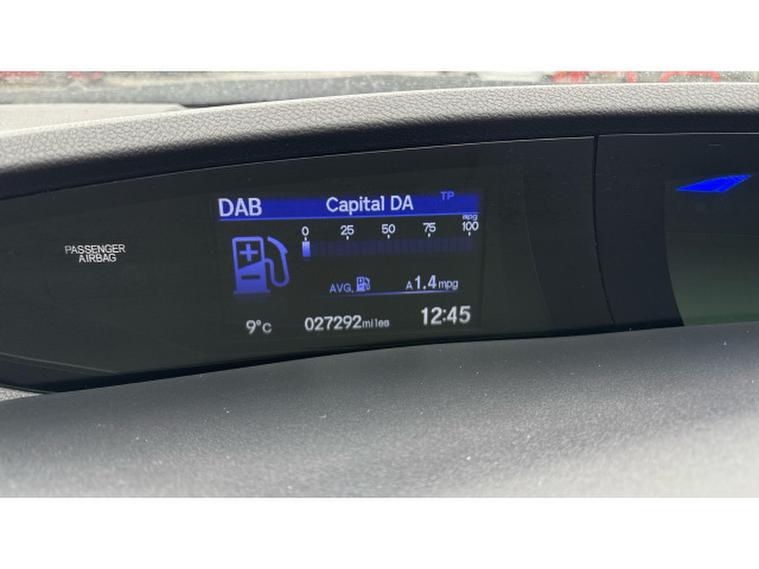 DAB Capital DA TP
mpg
0 25 50 75 100
PASSENGER
AIRBAG
AVG. A 1.4 mpg
9°C 027292 miles 12:45